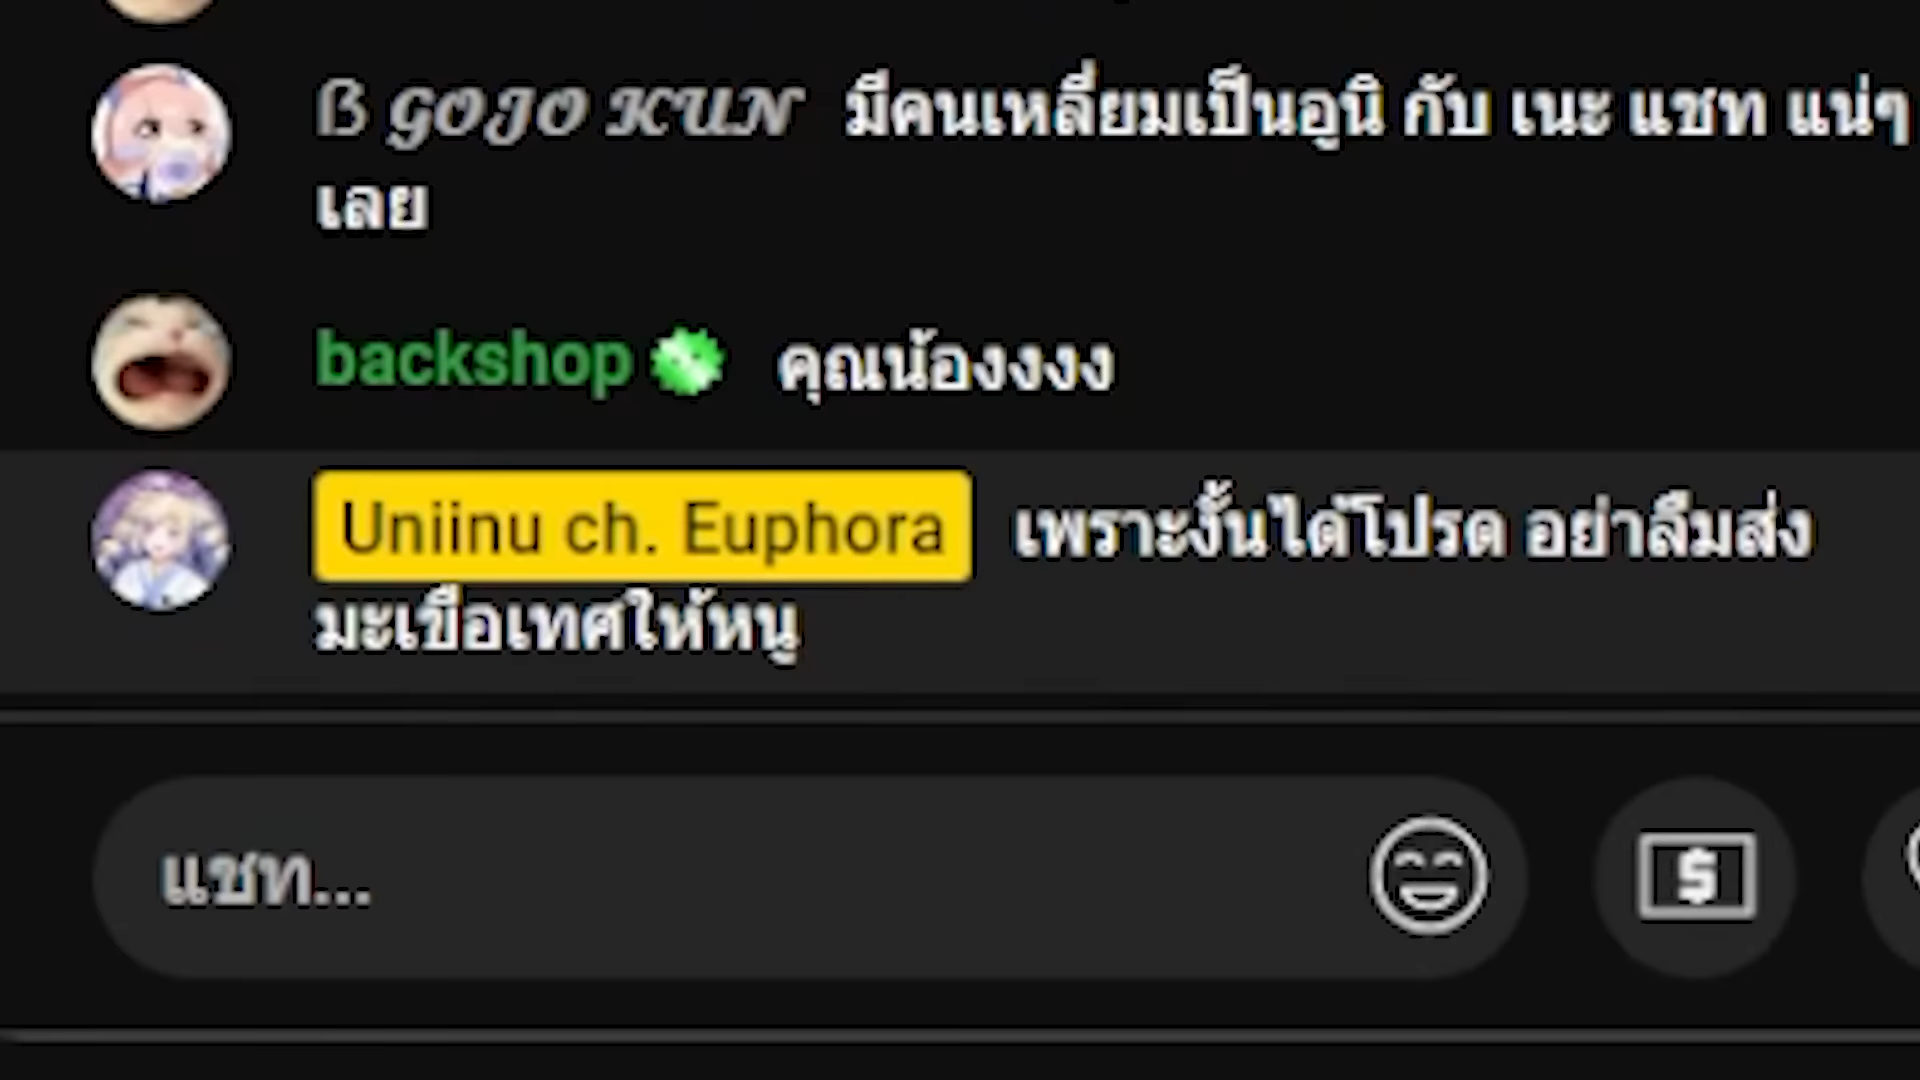 ß 𝓖𝓞𝓙𝓞 𝓚𝓤𝓝 มีคนเหลี่ยมเป็นอูนิ กับ เนะ แชท แน่ๆ
เลย
backshop คุณน้องงงง
Uniinu ch. Euphora เพราะงั้นได้โปรด อย่าลืมส่ง
มะเขือเทศให้หนู
แชท...